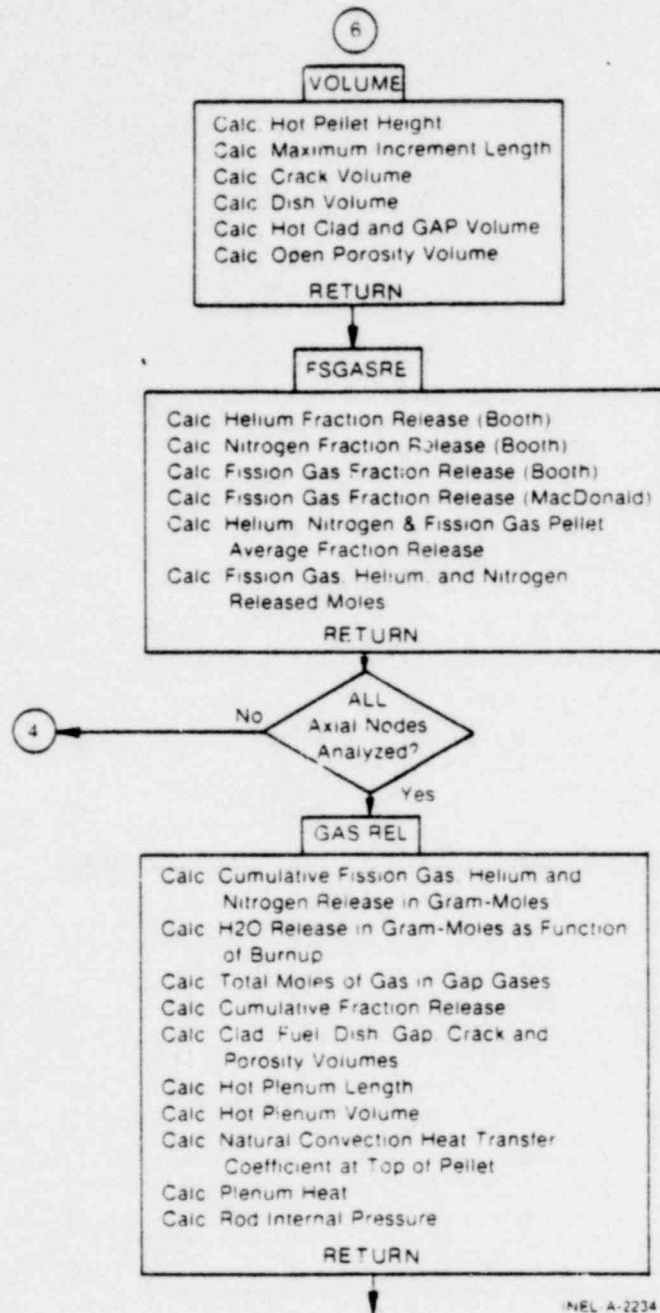 6
VOLUME
Calc Hot Pellet Height
Calc Maximum Increment Length
Calc Crack Volume
Calc Dish Volume
Calc Hot Clad and GAP Volume
Calc Open Porosity Volume
RETURN
FSGASRE
Calc Helium Fraction Release (Booth)
Calc Nitrogen Fraction Release (Booth)
Calc Fission Gas Fraction Release (Booth)
Calc Fission Gas Fraction Release (MacDonald)
Calc Helium Nitrogen & Fission Gas Pellet
Average Fraction Release
Calc Fission Gas, Helium, and Nitrogen
Released Moles
RETURN
ALL
Axial Nodes
Analyzed?
No
4
Yes
GAS REL
Calc Cumulative Fission Gas, Helium and
Nitrogen Release in Gram-Moles
Calc H2O Release in Gram-Moles as Function
of Burnup
Calc Total Moles of Gas in Gap Gases
Calc Cumulative Fraction Release
Calc Clad, Fuel, Dish, Gap, Crack and
Porosity Volumes
Calc Hot Plenum Length
Calc Hot Plenum Volume
Calc Natural Convection Heat Transfer
Coefficient at Top of Pellet
Calc Plenum Heat
Calc Rod Internal Pressure
RETURN
INEL-A-2234